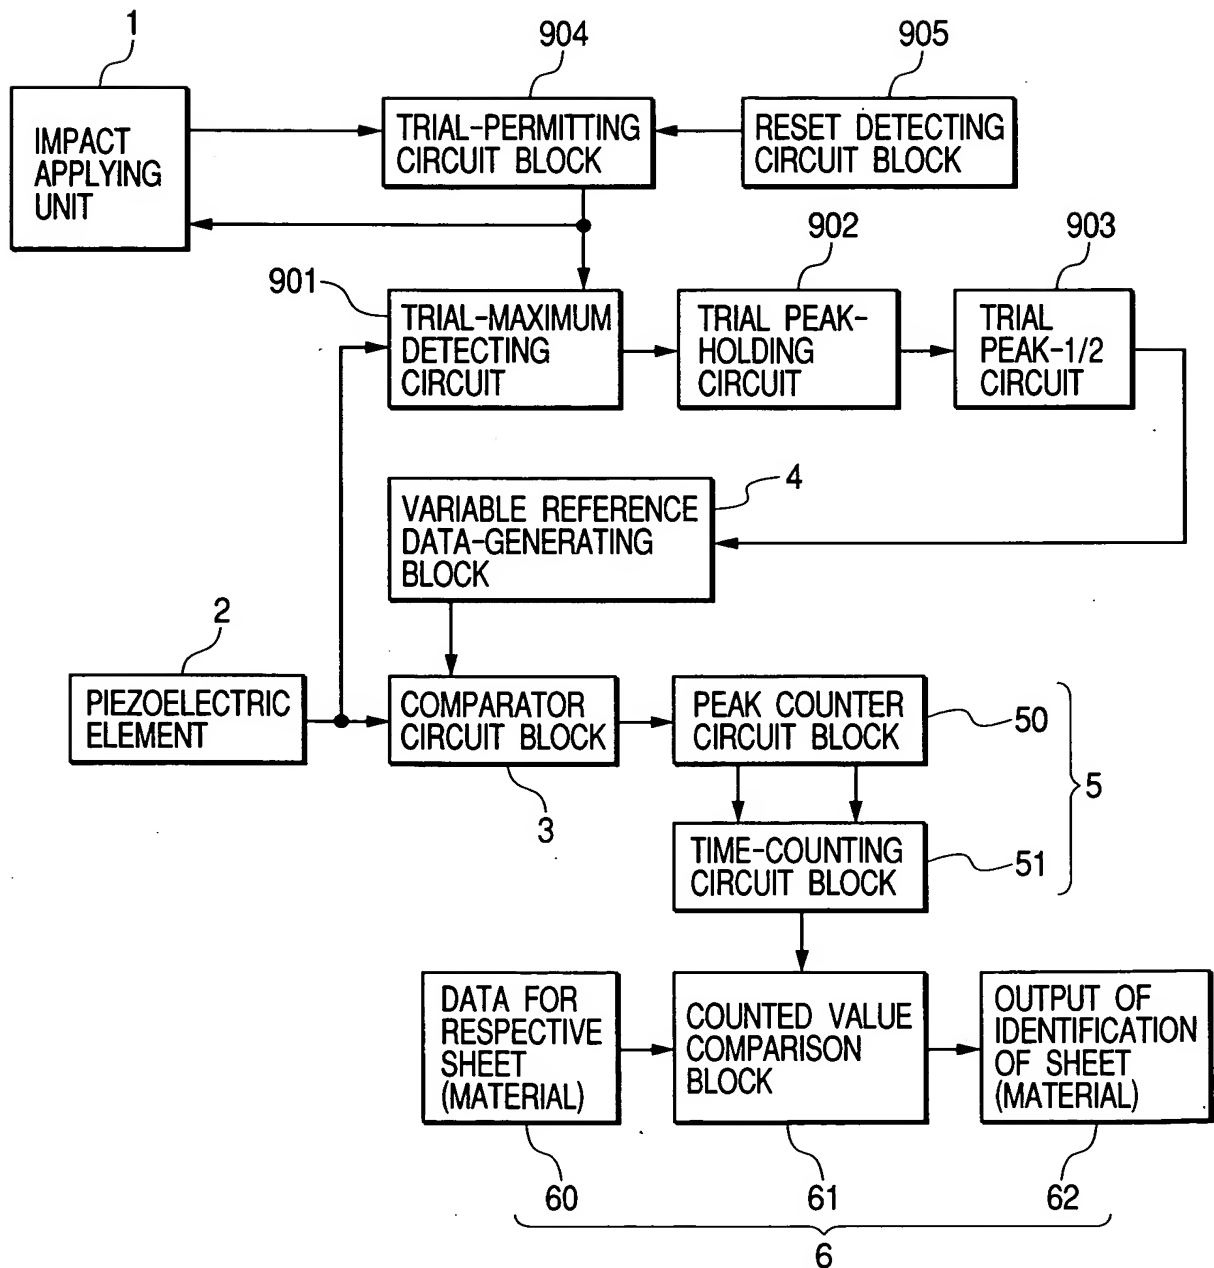 1
904
905
IMPACT
APPLYING
UNIT
TRIAL-PERMITTING
CIRCUIT BLOCK
RESET DETECTING
CIRCUIT BLOCK
901
902
903
TRIAL-MAXIMUM
DETECTING
CIRCUIT
TRIAL PEAK-
HOLDING
CIRCUIT
TRIAL
PEAK-1/2
CIRCUIT
4
VARIABLE REFERENCE
DATA-GENERATING
BLOCK
2
PIEZOELECTRIC
ELEMENT
COMPARATOR
CIRCUIT BLOCK
3
PEAK COUNTER
CIRCUIT BLOCK
50
5
TIME-COUNTING
CIRCUIT BLOCK
51
DATA FOR
RESPECTIVE
SHEET
(MATERIAL)
COUNTED VALUE
COMPARISON
BLOCK
OUTPUT OF
IDENTIFICATION
OF SHEET
(MATERIAL)
60
61
62
6